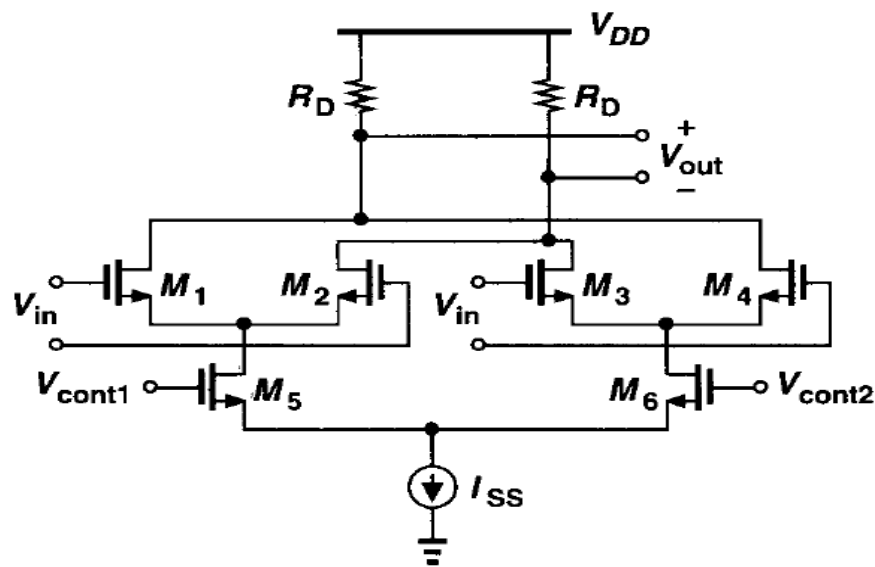 V_DD
R_D R_D
+
V_out
−
V_in M_1 M_2 V_in M_3 M_4
V_cont1 M_5 M_6 V_cont2
I_SS